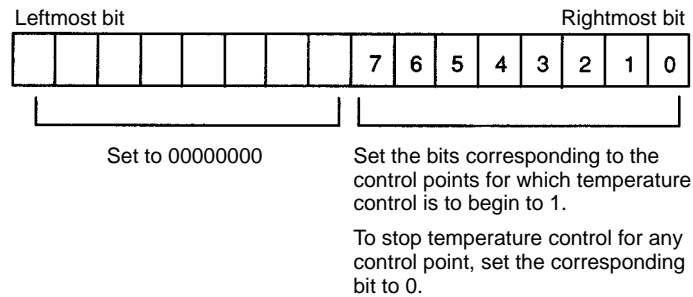 Leftmost bit Rightmost bit
7 6 5 4 3 2 1 0
Set to 00000000
Set the bits corresponding to the
control points for which temperature
control is to begin to 1.
To stop temperature control for any
control point, set the corresponding
bit to 0.